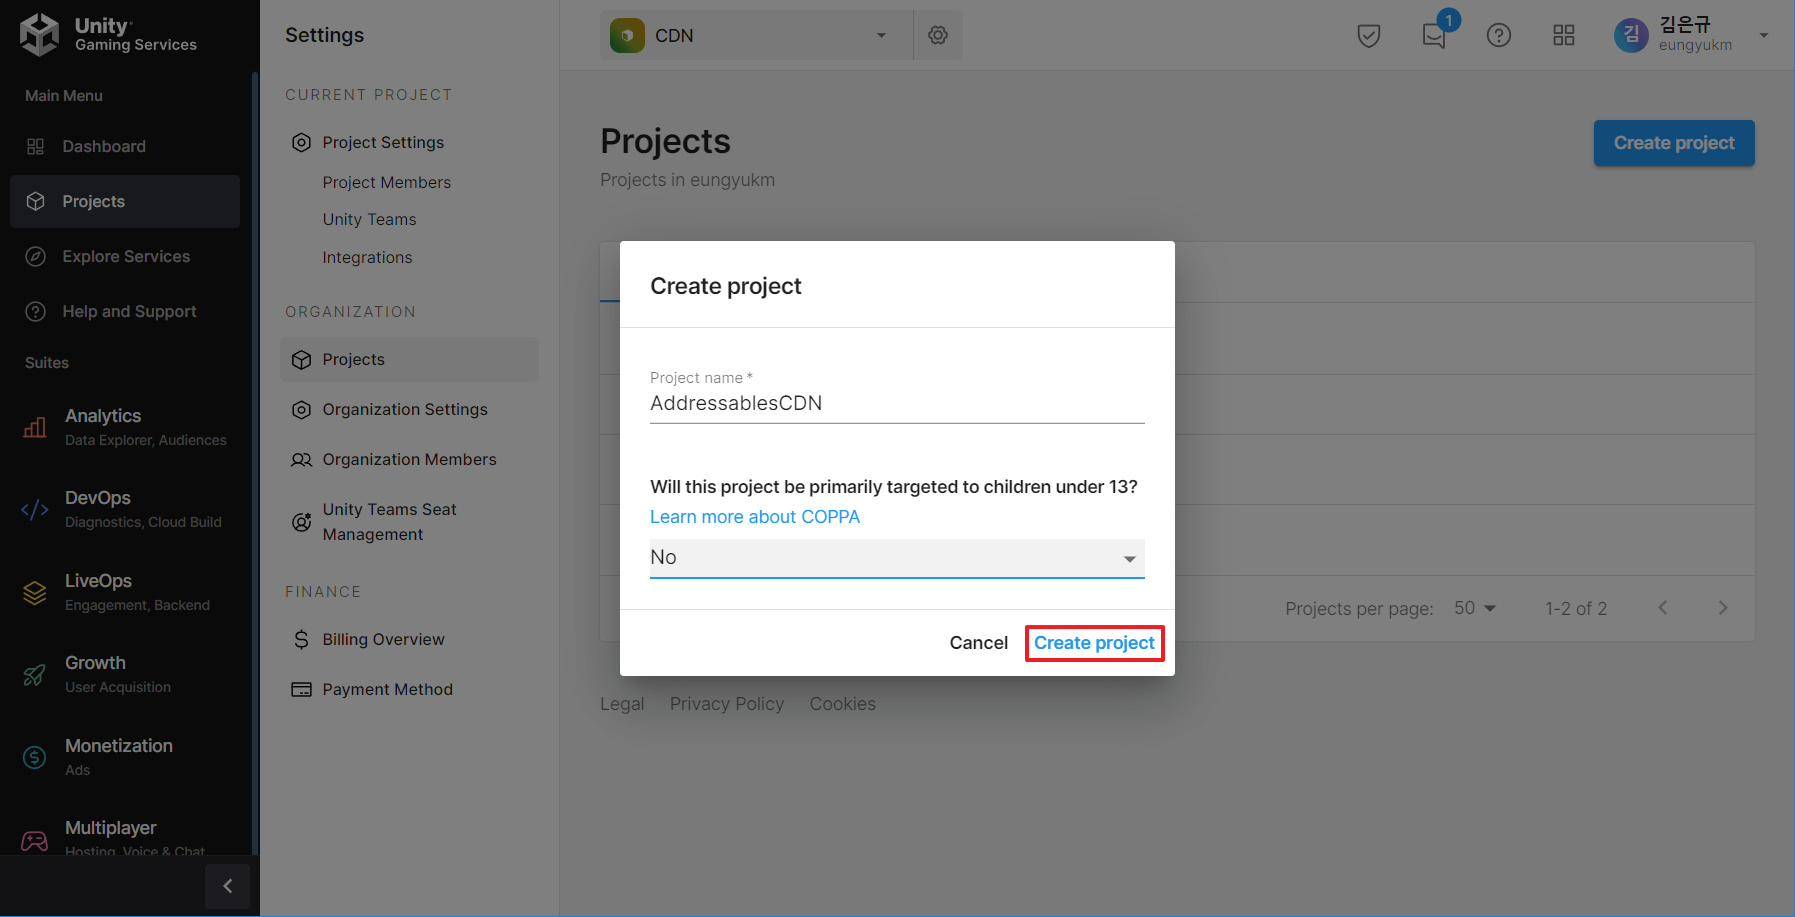 Unity
Gaming Services
Main Menu
Dashboard
Projects
Explore Services
Help and Support
Suites
Analytics
Data Explorer, Audiences
DevOps
Diagnostics, Cloud Build
LiveOps
Engagement, Backend
Growth
User Acquisition
Monetization
Ads
Multiplayer
Hosting, Voice & Chat
Settings
CURRENT PROJECT
Project Settings
Project Members
Unity Teams
Integrations
ORGANIZATION
Projects
Organization Settings
Organization Members
Unity Teams Seat
Management
FINANCE
Billing Overview
Payment Method
CDN
1
김
김은규
eungyukm
Projects
Projects in eungyukm
Create project
Create project
Project name *
AddressablesCDN
Will this project be primarily targeted to children under 13?
Learn more about COPPA
No
Cancel
Create project
Projects per page:
50
1-2 of 2
Legal
Privacy Policy
Cookies